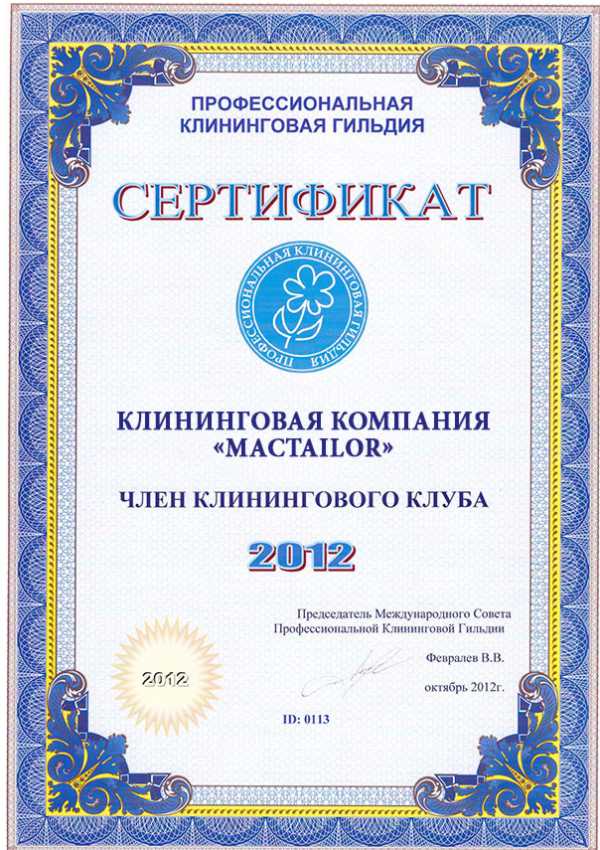 ПРОФЕССИОНАЛЬНАЯ
КЛИНИНГОВАЯ ГИЛЬДИЯ
СЕРТИФИКАТ
ПРОФЕССИОНАЛЬНАЯ КЛИНИНГОВАЯ ГИЛЬДИЯ
КЛИНИНГОВАЯ КОМПАНИЯ
«MACTAILOR»
ЧЛЕН КЛИНИНГОВОГО КЛУБА
2012
Председатель Международного Совета
Профессиональной Клининговой Гильдии
Февралев В.В.
2012
октябрь 2012г.
ID: 0113